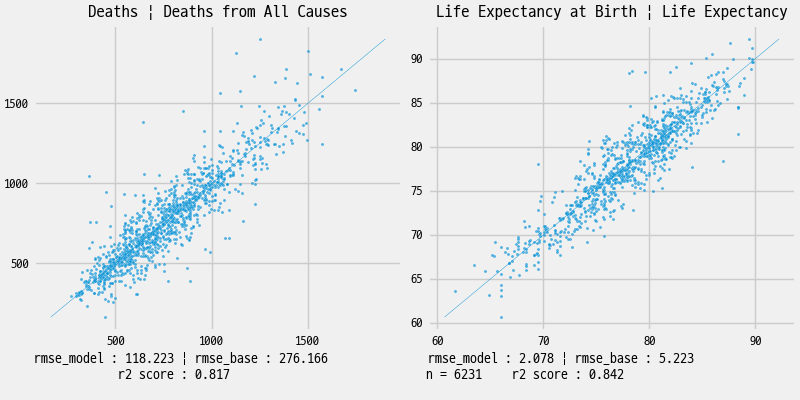 Deaths ¦ Deaths from All Causes
1500
1000
500
500 1000 1500
rmse_model : 118.223 ¦ rmse_base : 276.166
r2 score : 0.817
Life Expectancy at Birth ¦ Life Expectancy
90
85
80
75
70
65
60
60 70 80 90
rmse_model : 2.078 ¦ rmse_base : 5.223
n = 6231 r2 score : 0.842